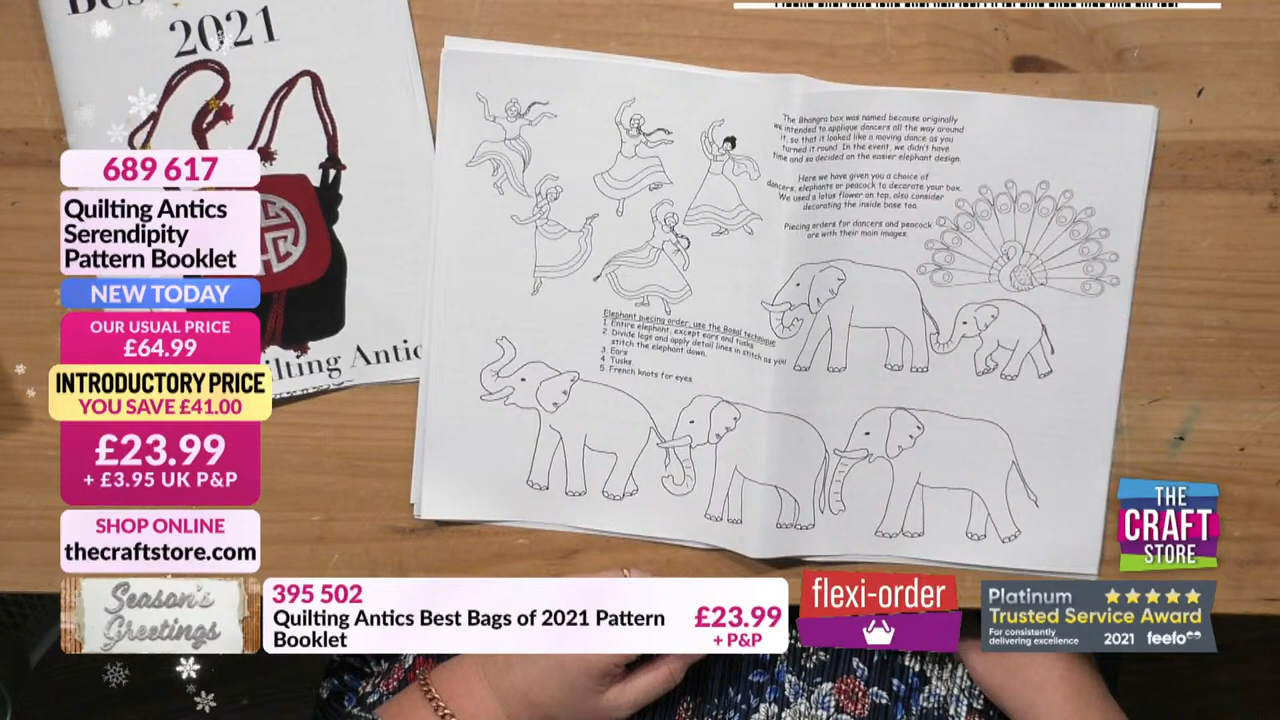 2021
689 617
Quilting Antics
Serendipity
Pattern Booklet
NEW TODAY
OUR USUAL PRICE
£64.99
INTRODUCTORY PRICE
YOU SAVE £41.00
£23.99
+ £3.95 UK P&P
SHOP ONLINE
thecraftstore.com
ilting Antic
The Bhangra box was named because originally
we intended to applique dancers all the way around
it, so that it looked like a moving dance as you
turned it round. In the event, we didn't have
time and so decided on the easier elephant design.
Here we have given you a choice of
dancers, elephants or peacock to decorate your box.
We used a lotus flower on top, also consider
decorating the inside base too.
Piecing orders for dancers and peacock
are with their main images.
Elephant piecing order, use the Basal technique
1. Entire elephant, except ears and tusks
2. Divide legs and apply detail lines in stitch as you
stitch the elephant down.
3. Ears
4. Tusks
5. French knots for eyes
THE
CRAFT
STORE
Season's
Greetings
395 502
Quilting Antics Best Bags of 2021 Pattern
Booklet
£23.99
+ P&P
flexi-order
Platinum
Trusted Service Award
For consistently
delivering excellence
2021 feefo